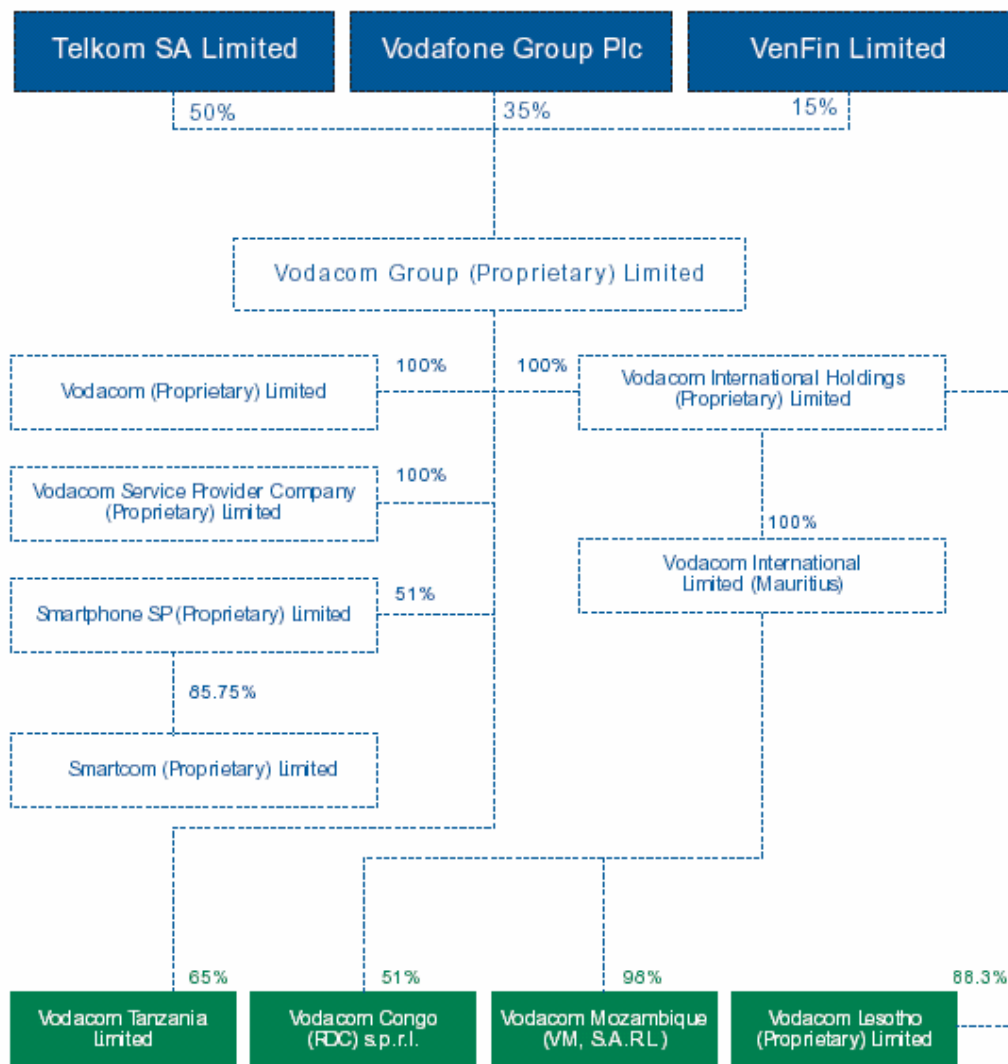 Telkom SA Limited
Vodafone Group Plc
VenFin Limited
50%
35%
15%
Vodacom Group (Proprietary) Limited
100%
100%
Vodacom (Proprietary) Limited
Vodacom International Holdings
(Proprietary) Limited
100%
Vodacom Service Provider Company
(Proprietary) Limited
100%
Vodacom International
Limited (Mauritius)
51%
Smartphone SP (Proprietary) Limited
85.75%
Smartcom (Proprietary) Limited
65%
51%
98%
88.3%
Vodacom Tanzania
Limited
Vodacom Congo
(RDC) s.p.r.l.
Vodacom Mozambique
(VM, S.A.R.L)
Vodacom Lesotho
(Proprietary) Limited